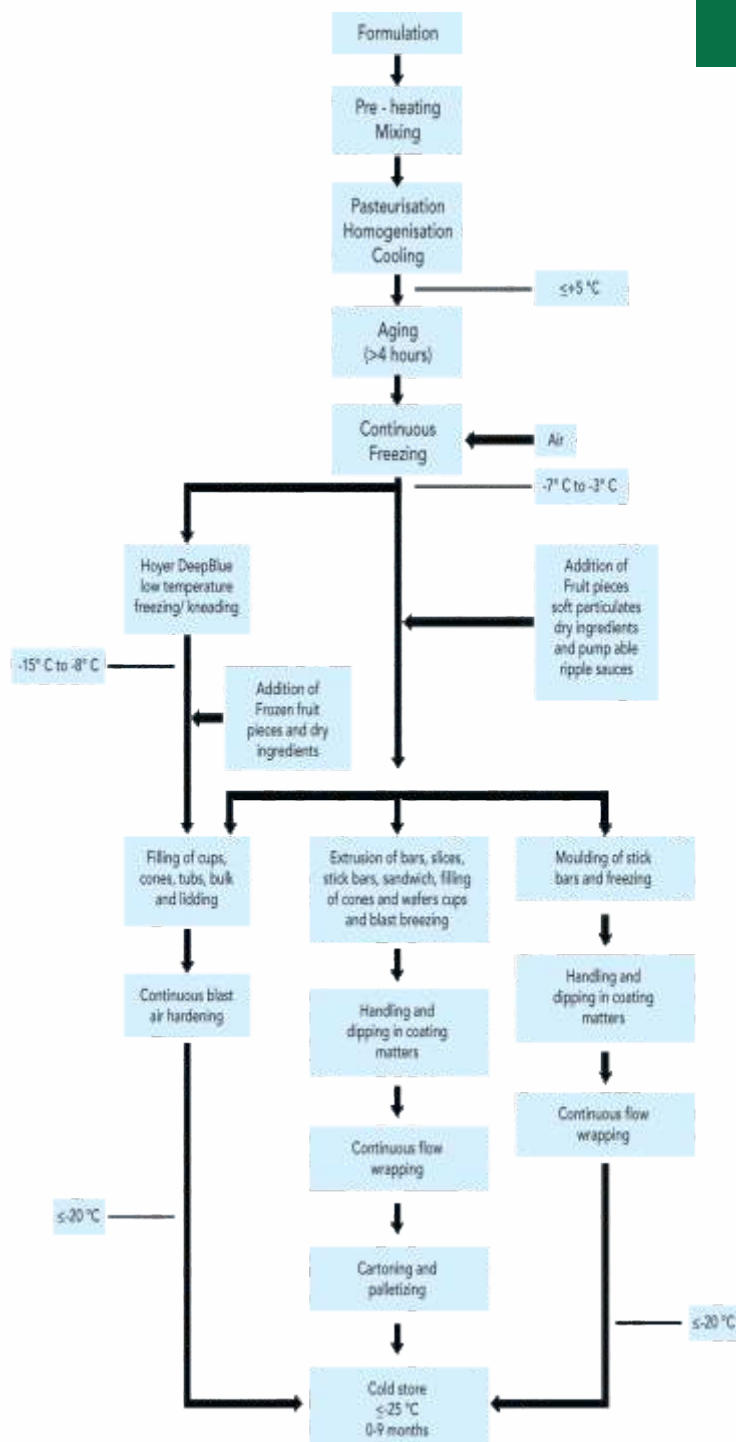 Formulation
Pre - heating
Mixing
Pasteurisation
Homogenisation
Cooling
≤+5 °C
Aging
(>4 hours)
Continuous
Freezing
Air
-7° C to -3° C
Hoyer DeepBlue
low temperature
freezing/ kneading
Addition of
Fruit pieces
soft particulates
dry ingredients
and pump able
ripple sauces
-15° C to -8° C
Addition of
Frozen fruit
pieces and dry
ingredients
Filling of cups,
cones, tubs, bulk
and lidding
Extrusion of bars, slices,
stick bars, sandwich, filling
of cones and wafers cups
and blast breezing
Moulding of stick
bars and freezing
Continuous blast
air hardening
Handling and
dipping in coating
matters
Handling and
dipping in coating
matters
Continuous flow
wrapping
Continuous flow
wrapping
≤-20 °C
Cartoning and
palletizing
≤-20 °C
Cold store
≤-25 °C
0-9 months